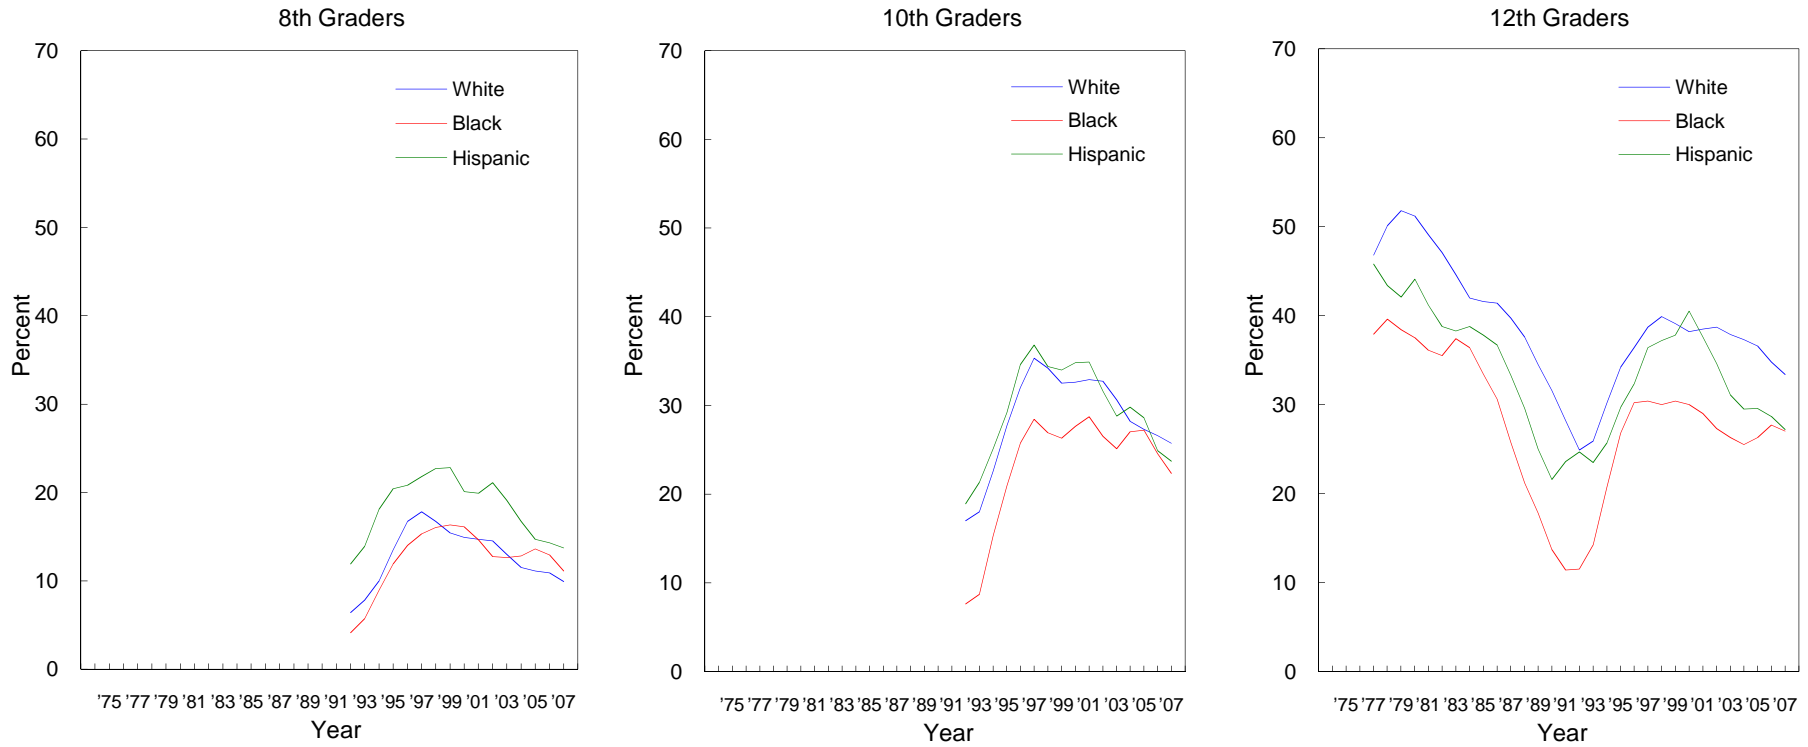 8th Graders
70
60
50
40
30
20
10
0
Percent
White
Black
Hispanic
’75 ’77 ’79 ’81 ’83 ’85 ’87 ’89 ’91 ’93 ’95 ’97 ’99 ’01 ’03 ’05 ’07
Year
10th Graders
70
60
50
40
30
20
10
0
Percent
White
Black
Hispanic
’75 ’77 ’79 ’81 ’83 ’85 ’87 ’89 ’91 ’93 ’95 ’97 ’99 ’01 ’03 ’05 ’07
Year
12th Graders
70
60
50
40
30
20
10
0
Percent
White
Black
Hispanic
’75 ’77 ’79 ’81 ’83 ’85 ’87 ’89 ’91 ’93 ’95 ’97 ’99 ’01 ’03 ’05 ’07
Year